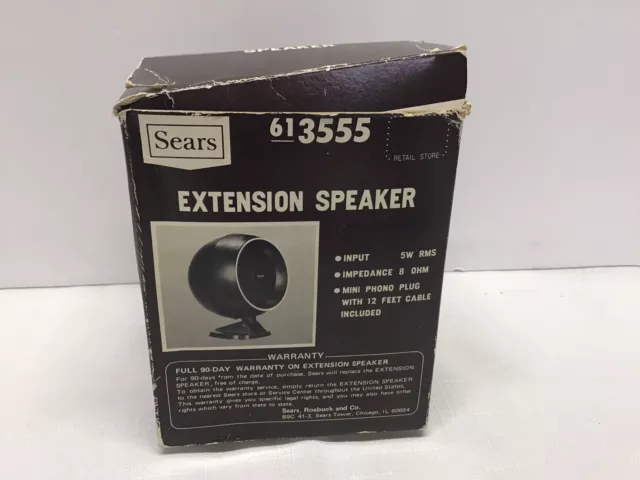 SPEAKER
Sears
61 3555
RETAIL STORE
EXTENSION SPEAKER
• INPUT 5W RMS
• IMPEDANCE 8 OHM
• MINI PHONO PLUG
WITH 12 FEET CABLE
INCLUDED
WARRANTY
FULL 90-DAY WARRANTY ON EXTENSION SPEAKER
For 90-days from the date of purchase, Sears will replace the EXTENSION
SPEAKER, free of charge.
To obtain the warranty service, simply return the EXTENSION SPEAKER
to the nearest Sears store or Service Center throughout the United States.
This warranty gives you specific legal rights, and you may also have other
rights which vary from state to state.
Sears, Roebuck and Co.
BSC 41-3, Sears Tower, Chicago, IL 60684